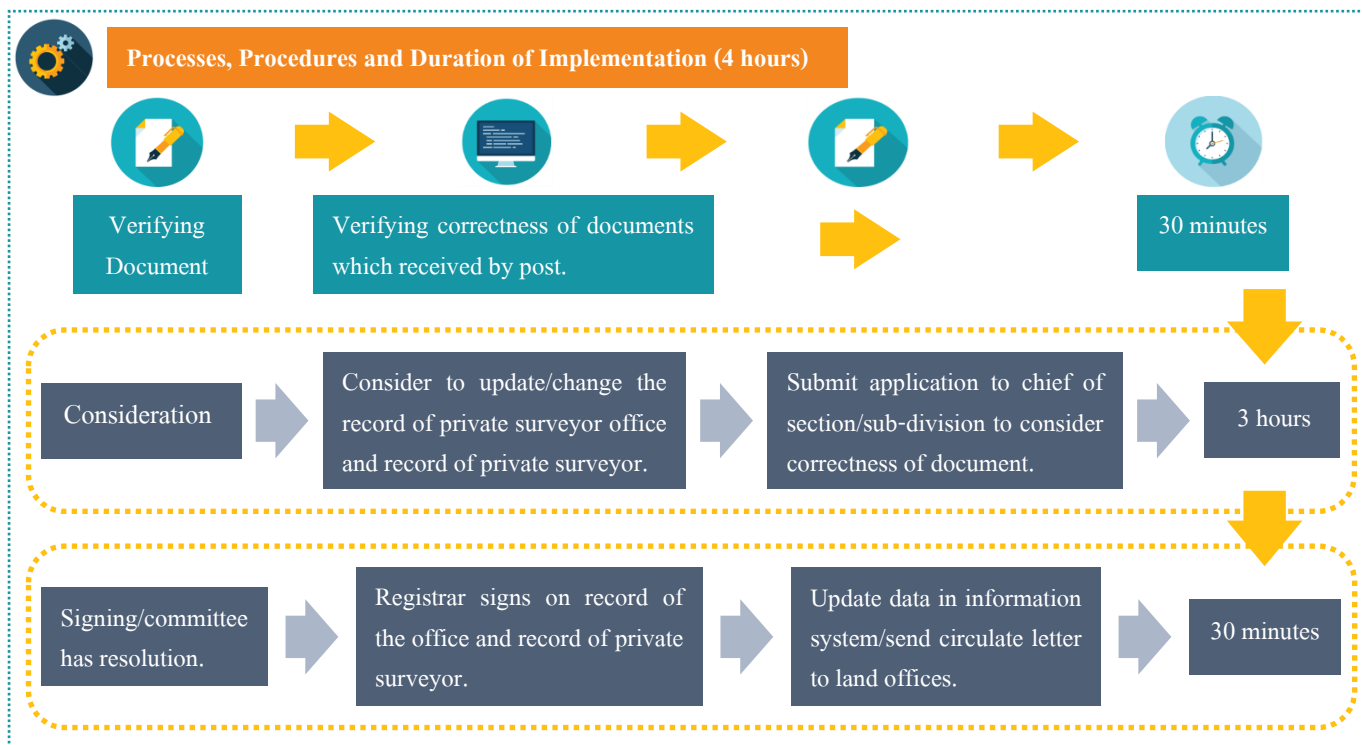 Processes, Procedures and Duration of Implementation (4 hours)
Verifying
Document
Verifying correctness of documents
which received by post.
30 minutes
Consideration
Consider to update/change the
record of private surveyor office
and record of private surveyor.
Submit application to chief of
section/sub-division to consider
correctness of document.
3 hours
Signing/committee
has resolution.
Registrar signs on record of
the office and record of private
surveyor.
Update data in information
system/send circulate letter
to land offices.
30 minutes